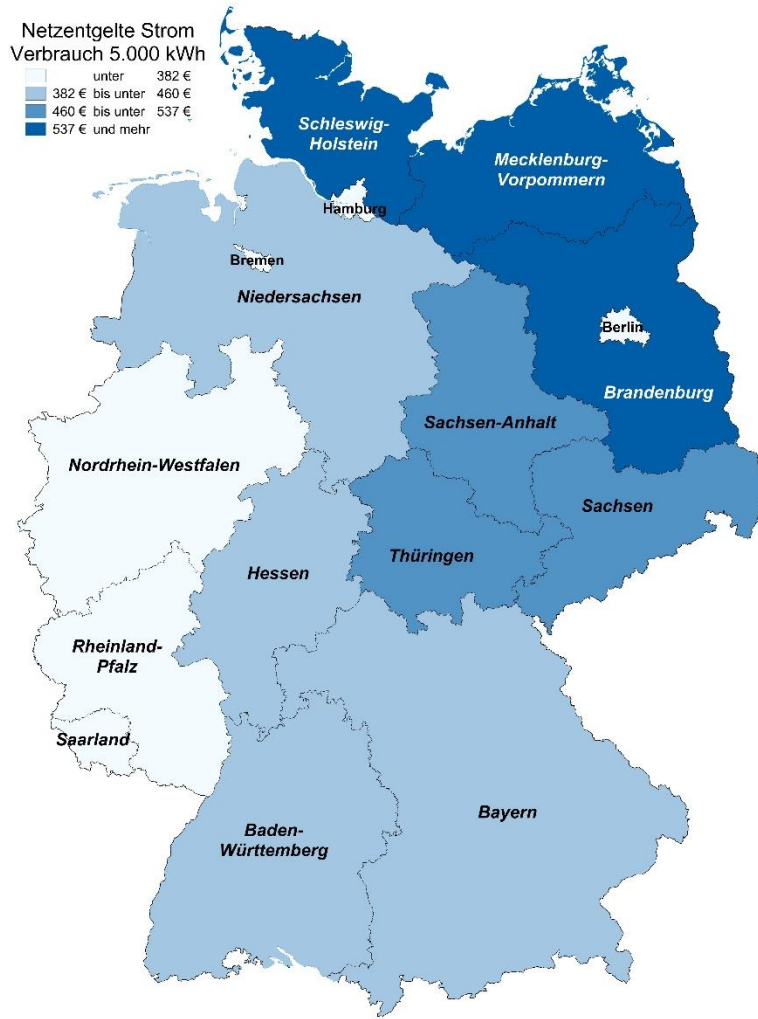 Netzentgelte Strom
Verbrauch 5.000 kWh
unter 382 €
382 € bis unter 460 €
460 € bis unter 537 €
537 € und mehr
Schleswig-
Holstein
Mecklenburg-
Vorpommern
Hamburg
Bremen
Niedersachsen
Berlin
Brandenburg
Sachsen-Anhalt
Nordrhein-Westfalen
Sachsen
Thüringen
Hessen
Rheinland-
Pfalz
Saarland
Bayern
Baden-
Württemberg